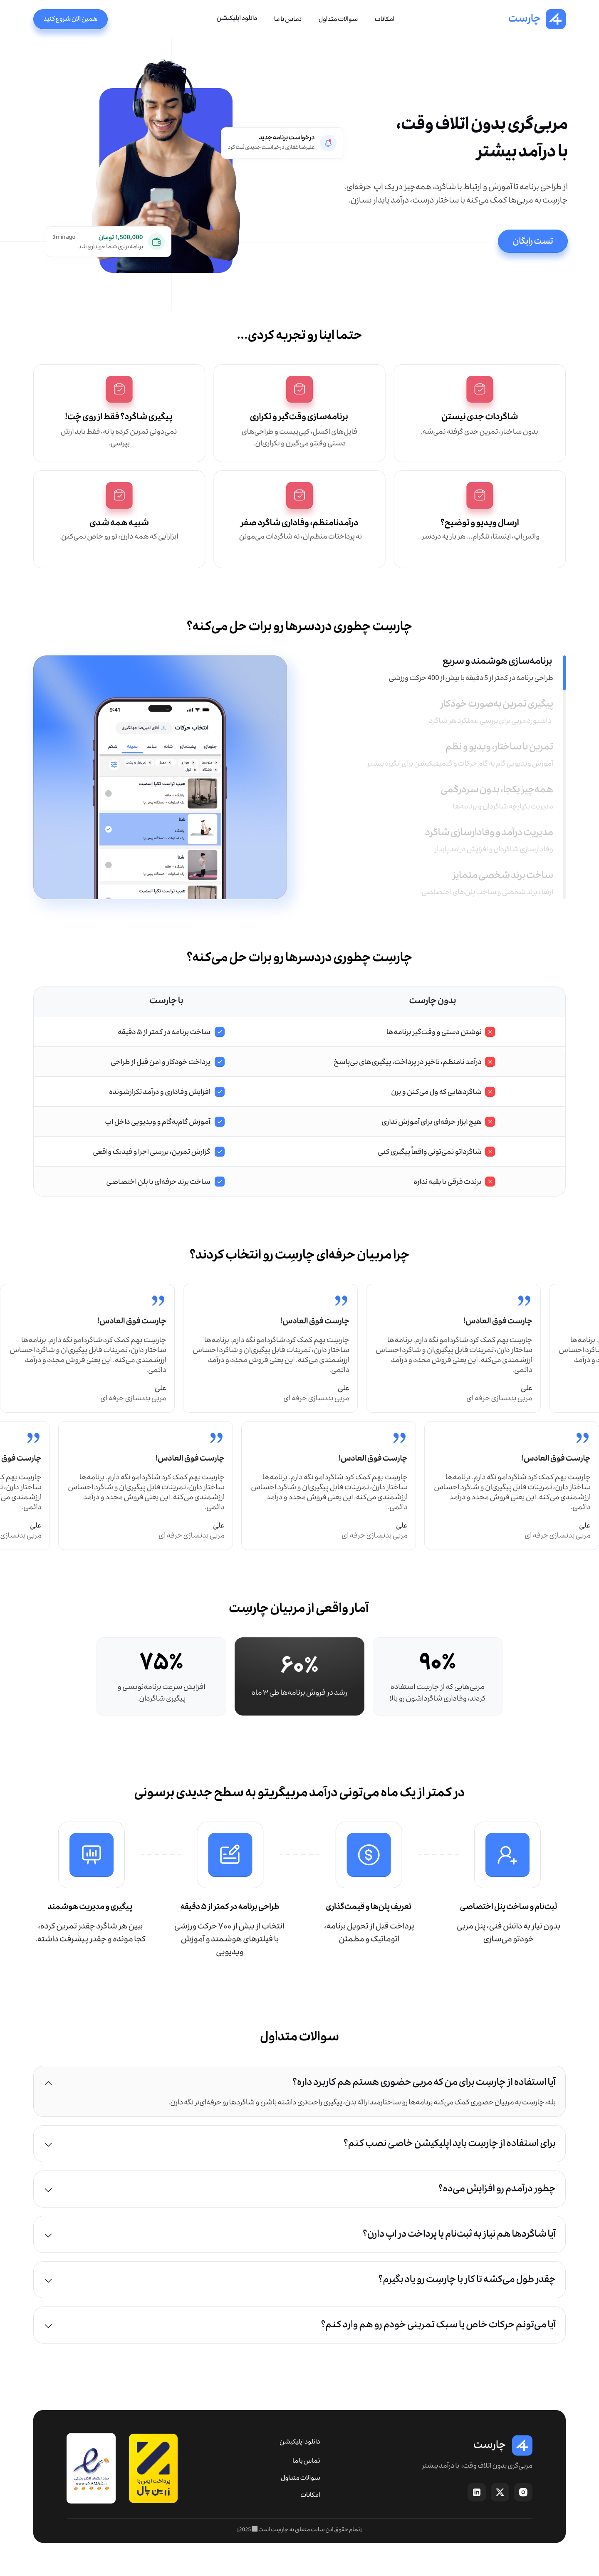 چارست
امکانات
سوالات متداول
تماس با ما
دانلود اپلیکیشن
همین الان شروع کنید
مربی‌گری بدون اتلاف وقت،
با درآمد بیشتر
از طراحی برنامه تا آموزش و ارتباط با شاگرد، همه‌چیز در یک اپ حرفه‌ای.
چارست به مربی‌ها کمک می‌کنه با ساختار درست، درآمد پایدار بسازن.
تست رایگان
درخواست برنامه جدید
علیرضا غفاری درخواست جدیدی ثبت کرد
1,500,000 تومان
3 min ago
برنامه برنزی شما خریداری شد.
حتما اینا رو تجربه کردی...
شاگردات جدی نیستن
بدون ساختار، تمرین جدی گرفته نمی‌شه.
برنامه‌سازی وقت‌گیر و تکراری
فایل‌های اکسل، کپی‌پیست و طراحی‌های
دستی وقتتو می‌گیرن و تکراری‌ان.
پیگیری شاگرد؟ فقط از روی چَت!
نمی‌دونی تمرین کرده یا نه، فقط باید ازش
بپرسی.
ارسال ویدیو و توضیح؟
واتس‌اپ، اینستا، تلگرام... هر بار یه دردسر.
درآمدنامنظم، وفاداری شاگرد صفر
نه پرداختات منظم‌ان، نه شاگردات می‌مونن.
شبیه همه شدی
ابزارایی که همه دارن، تو رو خاص نمی‌کنن.
چارست چطوری دردسرها رو برات حل می‌کنه؟
برنامه‌سازی هوشمند و سریع
طراحی برنامه در کمتر از 5 دقیقه با بیش از 400 حرکت ورزشی
پیگیری تمرین به‌صورت خودکار
داشبورد مربی برای بررسی عملکرد هر شاگرد
تمرین با ساختار، ویدیو و نظم
آموزش ویدیویی گام به گام حرکات و گیمیفیکیشن برای انگیزه بیشتر
همه‌چیز یکجا، بدون سردرگمی
مدیریت یکپارچه شاگردان و برنامه‌ها
مدیریت درآمد و وفادارسازی شاگرد
وفادارسازی شاگردان و افزایش درآمد پایدار
ساخت برند شخصی متمایز
ارتقاء برند شخصی و ساخت پلن‌های اختصاصی
9:41
انتخاب حرکات
آقای امیررضا جهانگیری
جلوبازو
پشت‌بازو
شانه
ساعد
سینه
شکم
هیپ تراست تکپا اسمیت
شنا
شنا
هیپ تراست تکپا اسمیت
چارست چطوری دردسرها رو برات حل می‌کنه؟
بدون چارست
با چارست
نوشتن دستی و وقت‌گیر برنامه‌ها
ساخت برنامه در کمتر از ۵ دقیقه
درآمد نامنظم، تاخیر در پرداخت، پیگیری‌های بی‌پاسخ
پرداخت خودکار و امن قبل از طراحی
شاگردهایی که ول می‌کنن و برن
افزایش وفاداری و درآمد تکرارشونده
هیچ ابزار حرفه‌ای برای آموزش نداری
آموزش گام‌به‌گام و ویدیویی داخل اپ
شاگرداتو نمی‌تونی واقعاً پیگیری کنی
گزارش تمرین، بررسی اجرا و فیدبک واقعی
برندت فرقی با بقیه نداره
ساخت برند حرفه‌ای با پلن اختصاصی
چرا مربیان حرفه‌ای چارست رو انتخاب کردند؟
چارست فوق العادس!
چارست بهم کمک کرد شاگردامو نگه دارم. برنامه‌ها
ساختار دارن، تمرینات قابل پیگیری‌ان و شاگرد احساس
ارزشمندی می‌کنه. این یعنی فروش مجدد و درآمد
دائمی.
علی
مربی بدنسازی حرفه ای
چارست فوق العادس!
چارست بهم کمک کرد شاگردامو نگه دارم. برنامه‌ها
ساختار دارن، تمرینات قابل پیگیری‌ان و شاگرد احساس
ارزشمندی می‌کنه. این یعنی فروش مجدد و درآمد
دائمی.
علی
مربی بدنسازی حرفه ای
چارست فوق العادس!
چارست بهم کمک کرد شاگردامو نگه دارم. برنامه‌ها
ساختار دارن، تمرینات قابل پیگیری‌ان و شاگرد احساس
ارزشمندی می‌کنه. این یعنی فروش مجدد و درآمد
دائمی.
علی
مربی بدنسازی حرفه ای
چارست فوق العادس!
چارست بهم کمک کرد شاگردامو نگه دارم. برنامه‌ها
ساختار دارن، تمرینات قابل پیگیری‌ان و شاگرد احساس
ارزشمندی می‌کنه. این یعنی فروش مجدد و درآمد
دائمی.
علی
مربی بدنسازی حرفه ای
چارست فوق العادس!
چارست بهم کمک کرد شاگردامو نگه دارم. برنامه‌ها
ساختار دارن، تمرینات قابل پیگیری‌ان و شاگرد احساس
ارزشمندی می‌کنه. این یعنی فروش مجدد و درآمد
دائمی.
علی
مربی بدنسازی حرفه ای
چارست فوق العادس!
چارست بهم کمک کرد شاگردامو نگه دارم. برنامه‌ها
ساختار دارن، تمرینات قابل پیگیری‌ان و شاگرد احساس
ارزشمندی می‌کنه. این یعنی فروش مجدد و درآمد
دائمی.
علی
مربی بدنسازی حرفه ای
چارست فوق
آمار واقعی از مربیان چارست
۹۰%
مربی‌هایی که از چارست استفاده
کردند، وفاداری شاگرداشون رو بالا
۶۰%
رشد در فروش برنامه‌ها طی ۳ ماه
۷۵%
افزایش سرعت برنامه‌نویسی و
پیگیری شاگردان.
در کمتر از یک ماه می‌تونی درآمد مربیگریتو به سطح جدیدی برسونی
ثبت‌نام و ساخت پنل اختصاصی
بدون نیاز به دانش فنی، پنل مربی
خودتو می‌سازی
تعریف پلن‌ها و قیمت‌گذاری
پرداخت قبل از تحویل برنامه،
اتوماتیک و مطمئن
طراحی برنامه در کمتر از ۵ دقیقه
انتخاب از بیش از ۷۰۰ حرکت ورزشی
با فیلترهای هوشمند و آموزش
ویدیویی
پیگیری و مدیریت هوشمند
ببین هر شاگرد چقدر تمرین کرده،
کجا مونده و چقدر پیشرفت داشته.
سوالات متداول
آیا استفاده از چارست برای من که مربی حضوری هستم هم کاربرد داره؟
بله، چارست به مربیان حضوری کمک می‌کنه برنامه‌ها رو ساختارمند ارائه بدن، پیگیری راحت‌تری داشته باشن و شاگردها رو حرفه‌ای‌تر نگه دارن.
برای استفاده از چارست باید اپلیکیشن خاصی نصب کنم؟
چطور درآمدم رو افزایش می‌ده؟
آیا شاگردها هم نیاز به ثبت‌نام یا پرداخت در اپ دارن؟
چقدر طول می‌کشه تا کار با چارست رو یاد بگیرم؟
آیا می‌تونم حرکات خاص یا سبک تمرینی خودم رو هم وارد کنم؟
چارست
مربی‌گری بدون اتلاف وقت، با درآمد بیشتر
دانلود اپلیکیشن
تماس با ما
سوالات متداول
امکانات
پرداخت ایمن با
زرین پال
تمام حقوق این سایت متعلق به چارست است
2025©